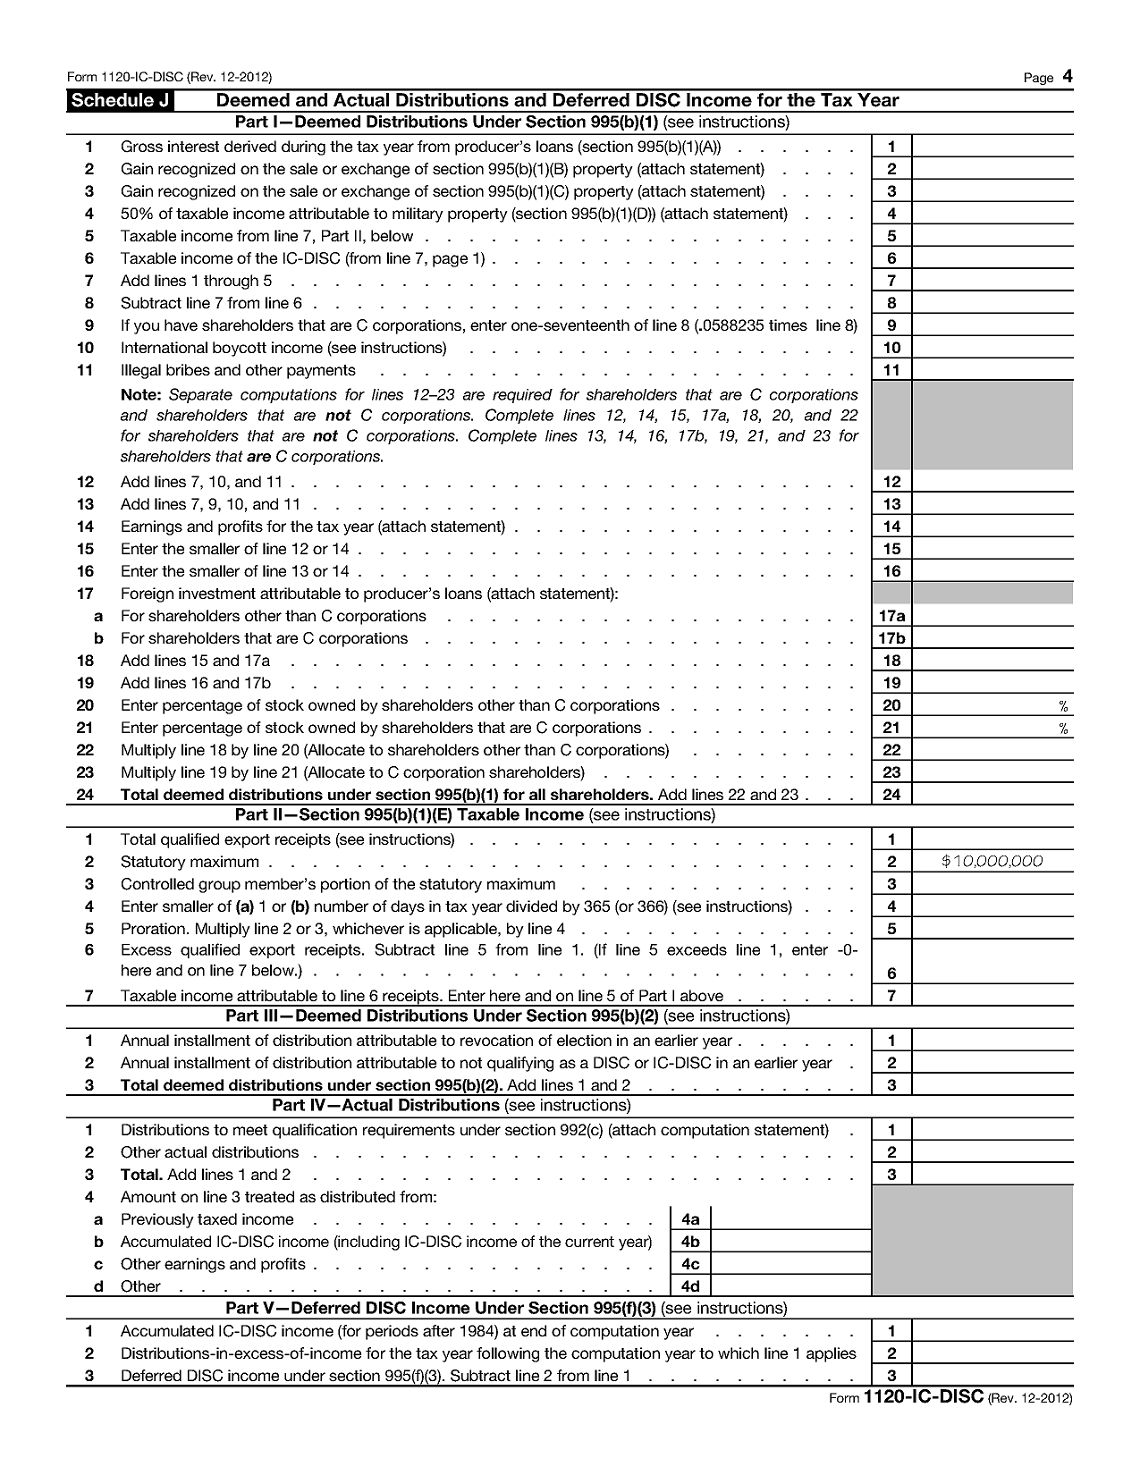 Form 1120-IC-DISC (Rev. 12-2012) Page 4
Schedule J Deemed and Actual Distributions and Deferred DISC Income for the Tax Year
Part I—Deemed Distributions Under Section 995(b)(1) (see instructions)
1 Gross interest derived during the tax year from producer's loans (section 995(b)(1)(A)) . . . . . . 1
2 Gain recognized on the sale or exchange of section 995(b)(1)(B) property (attach statement) . . . . 2
3 Gain recognized on the sale or exchange of section 995(b)(1)(C) property (attach statement) . . . . 3
4 50% of taxable income attributable to military property (section 995(b)(1)(D)) (attach statement) . . . 4
5 Taxable income from line 7, Part II, below . . . . . . . . . . . . . . . . . . . . 5
6 Taxable income of the IC-DISC (from line 7, page 1) . . . . . . . . . . . . . . . . . 6
7 Add lines 1 through 5 . . . . . . . . . . . . . . . . . . . . . . . . . . 7
8 Subtract line 7 from line 6 . . . . . . . . . . . . . . . . . . . . . . . . . 8
9 If you have shareholders that are C corporations, enter one-seventeenth of line 8 (.0588235 times line 8) 9
10 International boycott income (see instructions) . . . . . . . . . . . . . . . . . . 10
11 Illegal bribes and other payments . . . . . . . . . . . . . . . . . . . . . . 11
Note: Separate computations for lines 12–23 are required for shareholders that are C corporations
and shareholders that are not C corporations. Complete lines 12, 14, 15, 17a, 18, 20, and 22
for shareholders that are not C corporations. Complete lines 13, 14, 16, 17b, 19, 21, and 23 for
shareholders that are C corporations.
12 Add lines 7, 10, and 11 . . . . . . . . . . . . . . . . . . . . . . . . . . 12
13 Add lines 7, 9, 10, and 11 . . . . . . . . . . . . . . . . . . . . . . . . . 13
14 Earnings and profits for the tax year (attach statement) . . . . . . . . . . . . . . . . 14
15 Enter the smaller of line 12 or 14 . . . . . . . . . . . . . . . . . . . . . . . 15
16 Enter the smaller of line 13 or 14 . . . . . . . . . . . . . . . . . . . . . . . 16
17 Foreign investment attributable to producer's loans (attach statement):
a For shareholders other than C corporations . . . . . . . . . . . . . . . . . . . 17a
b For shareholders that are C corporations . . . . . . . . . . . . . . . . . . . . 17b
18 Add lines 15 and 17a . . . . . . . . . . . . . . . . . . . . . . . . . . 18
19 Add lines 16 and 17b . . . . . . . . . . . . . . . . . . . . . . . . . . 19
20 Enter percentage of stock owned by shareholders other than C corporations . . . . . . . . . 20 %
21 Enter percentage of stock owned by shareholders that are C corporations . . . . . . . . . . 21 %
22 Multiply line 18 by line 20 (Allocate to shareholders other than C corporations) . . . . . . . . 22
23 Multiply line 19 by line 21 (Allocate to C corporation shareholders) . . . . . . . . . . . . 23
24 Total deemed distributions under section 995(b)(1) for all shareholders. Add lines 22 and 23 . . . 24
Part II—Section 995(b)(1)(E) Taxable Income (see instructions)
1 Total qualified export receipts (see instructions) . . . . . . . . . . . . . . . . . . 1
2 Statutory maximum . . . . . . . . . . . . . . . . . . . . . . . . . . . 2 $10,000,000
3 Controlled group member's portion of the statutory maximum . . . . . . . . . . . . . 3
4 Enter smaller of (a) 1 or (b) number of days in tax year divided by 365 (or 366) (see instructions) . . . 4
5 Proration. Multiply line 2 or 3, whichever is applicable, by line 4 . . . . . . . . . . . . . 5
6 Excess qualified export receipts. Subtract line 5 from line 1. (If line 5 exceeds line 1, enter -0-
here and on line 7 below.) . . . . . . . . . . . . . . . . . . . . . . . . . 6
7 Taxable income attributable to line 6 receipts. Enter here and on line 5 of Part I above . . . . . . 7
Part III—Deemed Distributions Under Section 995(b)(2) (see instructions)
1 Annual installment of distribution attributable to revocation of election in an earlier year . . . . . . 1
2 Annual installment of distribution attributable to not qualifying as a DISC or IC-DISC in an earlier year . 2
3 Total deemed distributions under section 995(b)(2). Add lines 1 and 2 . . . . . . . . . . 3
Part IV—Actual Distributions (see instructions)
1 Distributions to meet qualification requirements under section 992(c) (attach computation statement) . 1
2 Other actual distributions . . . . . . . . . . . . . . . . . . . . . . . . . 2
3 Total. Add lines 1 and 2 . . . . . . . . . . . . . . . . . . . . . . . . . 3
4 Amount on line 3 treated as distributed from:
a Previously taxed income . . . . . . . . . . . . . . . . 4a
b Accumulated IC-DISC income (including IC-DISC income of the current year) 4b
c Other earnings and profits . . . . . . . . . . . . . . . . 4c
d Other . . . . . . . . . . . . . . . . . . . . . . 4d
Part V—Deferred DISC Income Under Section 995(f)(3) (see instructions)
1 Accumulated IC-DISC income (for periods after 1984) at end of computation year . . . . . . . 1
2 Distributions-in-excess-of-income for the tax year following the computation year to which line 1 applies 2
3 Deferred DISC income under section 995(f)(3). Subtract line 2 from line 1 . . . . . . . . . . 3
Form 1120-IC-DISC (Rev. 12-2012)